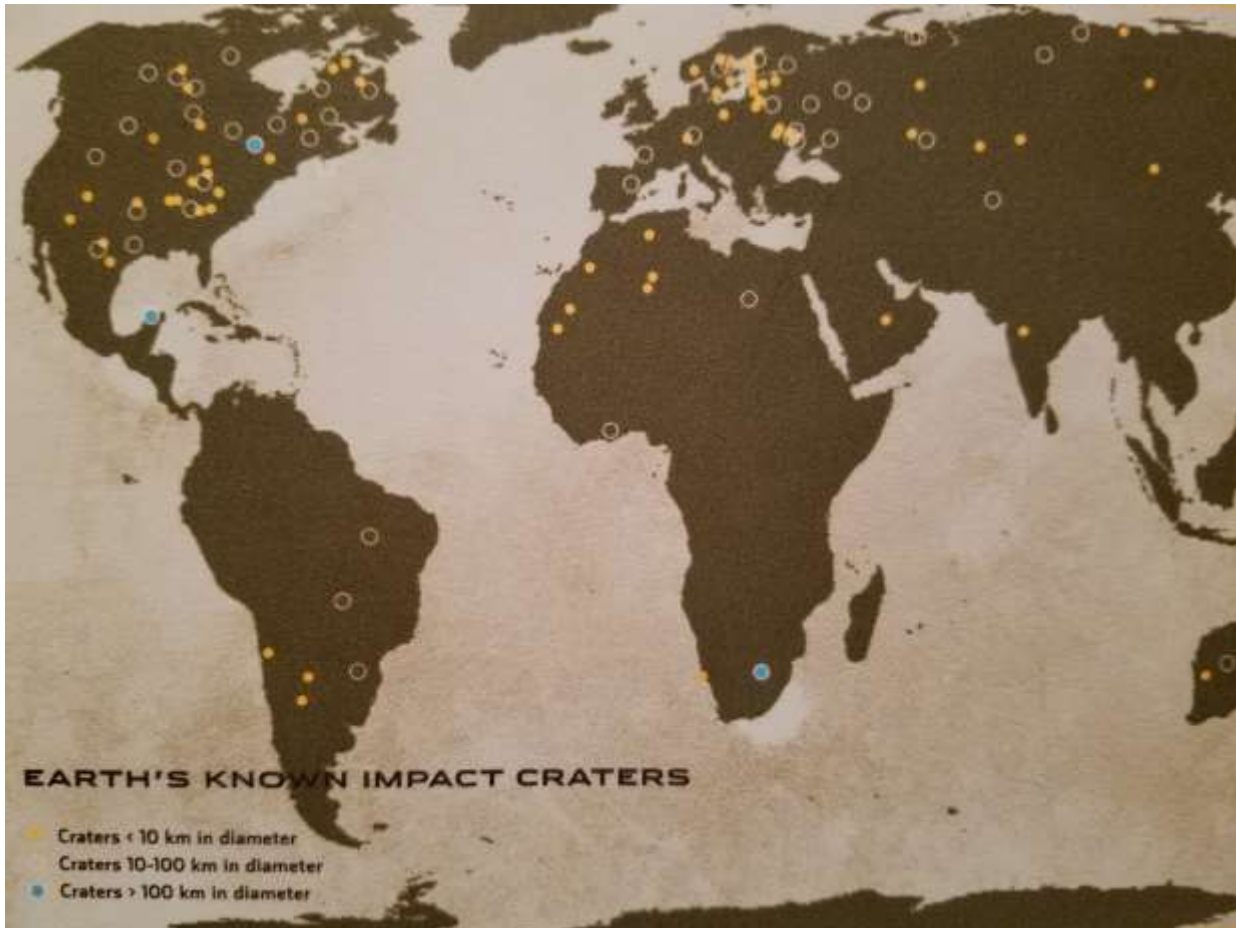 EARTH'S KNOWN IMPACT CRATERS
Craters < 10 km in diameter
Craters 10-100 km in diameter
Craters > 100 km in diameter